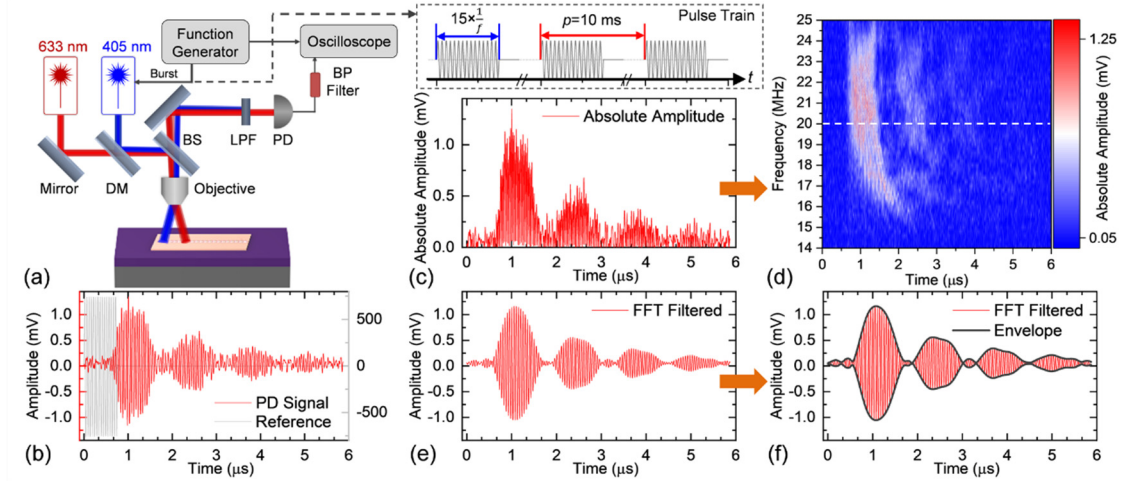 633 nm
405 nm
Function
Generator
Oscilloscope
Burst
BP
Filter
BS
LPF
PD
Mirror
DM
Objective
(a)
15×1/f
p=10 ms
Pulse Train
t
Absolute Amplitude
Absolute Amplitude (mV)
1.0
0.5
0.0
0 1 2 3 4 5 6
Time (μs)
(c)
Frequency (MHz)
25
24
23
22
21
20
19
18
17
16
15
14
0 1 2 3 4 5 6
Time (μs)
1.25
0.05
Absolute Amplitude (mV)
(d)
Amplitude (mV)
1.0
0.5
0.0
-0.5
-1.0
500
0
-500
PD Signal
Reference
0 1 2 3 4 5 6
Time (μs)
(b)
Amplitude (mV)
1.0
0.5
0.0
-0.5
-1.0
FFT Filtered
0 1 2 3 4 5 6
Time (μs)
(e)
Amplitude (mV)
1.0
0.5
0.0
-0.5
-1.0
FFT Filtered
Envelope
0 1 2 3 4 5 6
Time (μs)
(f)